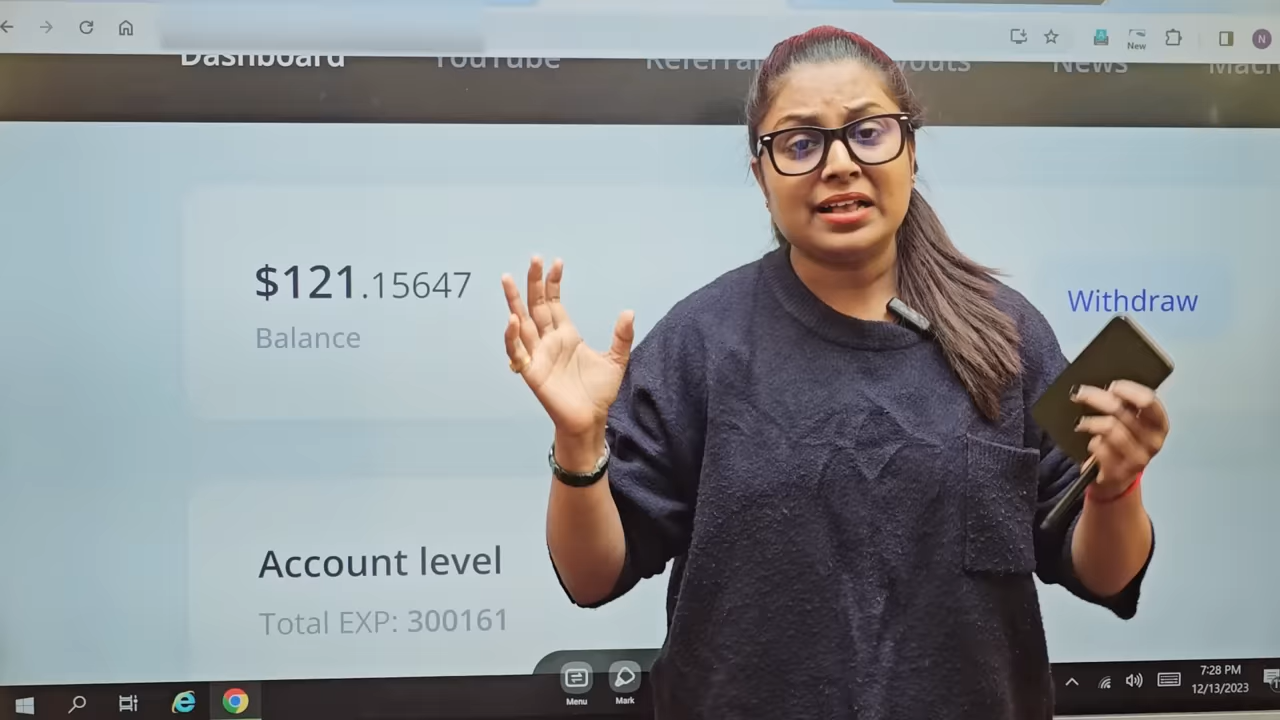 New
N
Dashboard
YouTube
News
$121.15647
Balance
Withdraw
Account level
Total EXP: 300161
Menu
Mark
7:28 PM
12/13/2023